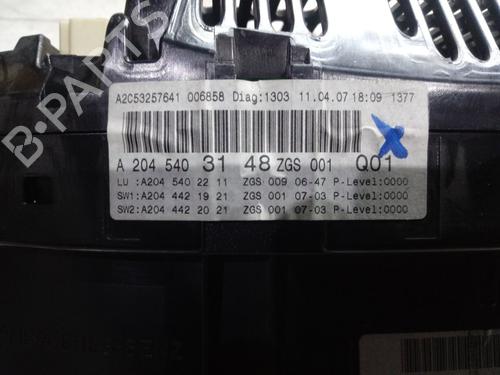 B-PARTS
A2C53257641 006858 Diag:1303 11.04.07 18:09 1377
A 204 540 31 48 ZGS 001 Q01
LU :A204 540 22 11 ZGS 009 06-47 P-Level:0000
SW1:A204 442 19 21 ZGS 001 07-03 P-Level:0000
SW2:A204 442 20 21 ZGS 001 07-03 P-Level:0000